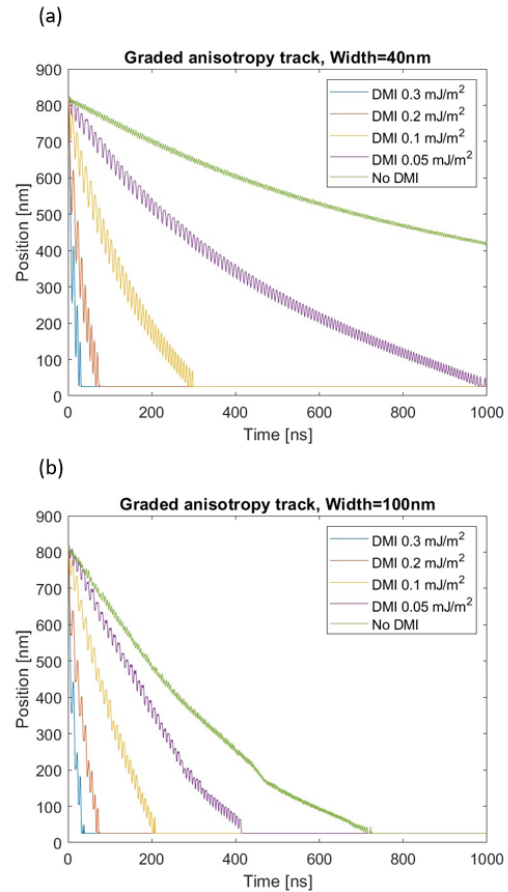 (a)
Graded anisotropy track, Width=40nm
900
800
700
600
500
400
300
200
100
0
Position [nm]
DMI 0.3 mJ/m²
DMI 0.2 mJ/m²
DMI 0.1 mJ/m²
DMI 0.05 mJ/m²
No DMI
0 200 400 600 800 1000
Time [ns]
(b)
Graded anisotropy track, Width=100nm
900
800
700
600
500
400
300
200
100
0
Position [nm]
DMI 0.3 mJ/m²
DMI 0.2 mJ/m²
DMI 0.1 mJ/m²
DMI 0.05 mJ/m²
No DMI
0 200 400 600 800 1000
Time [ns]